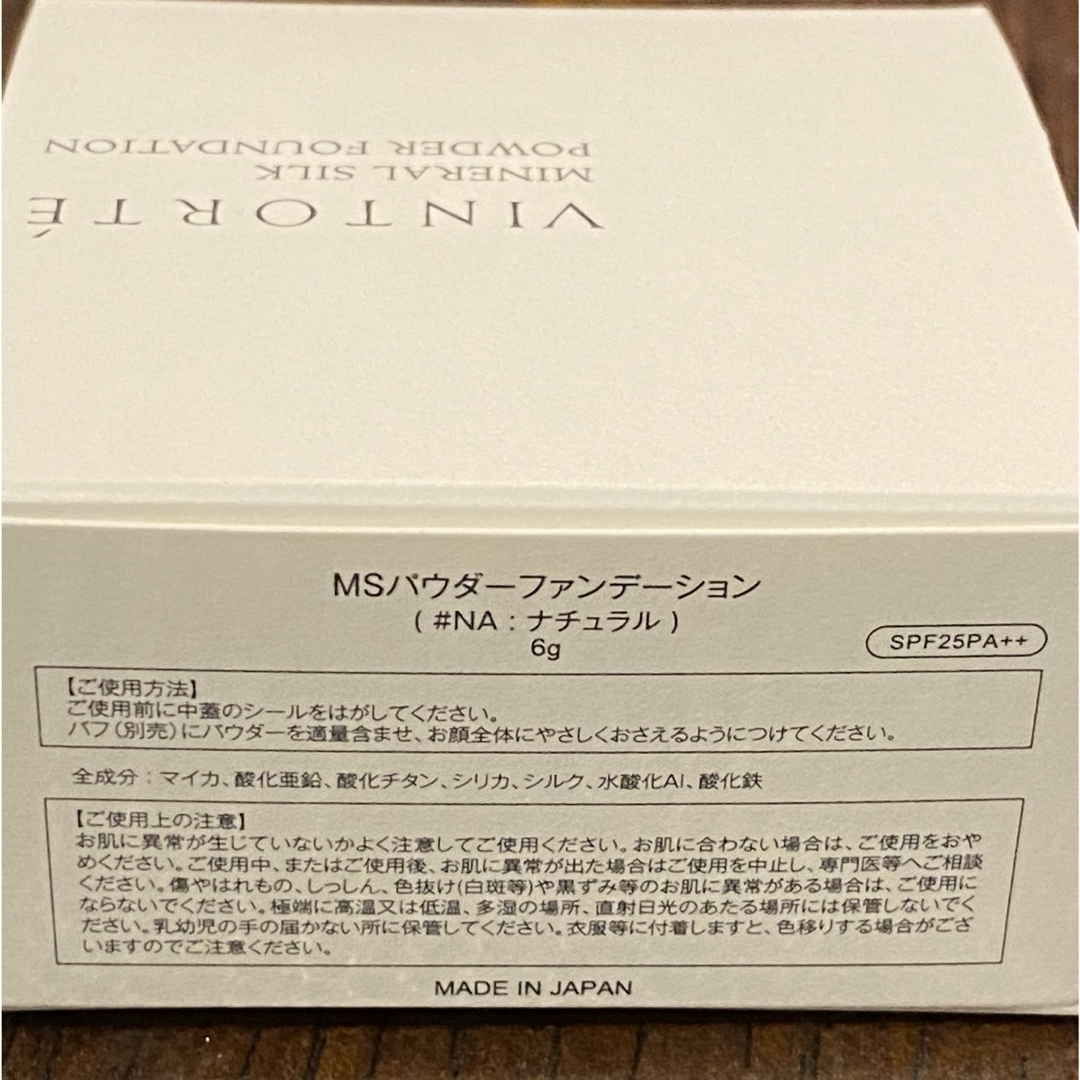 VINTORTÉ
MINERAL SILK
POWDER FOUNDATION
MSパウダーファンデーション
( #NA : ナチュラル )
6g
SPF25PA++
【ご使用方法】
ご使用前に中蓋のシールをはがしてください。
パフ(別売)にパウダーを適量含ませ、お顔全体にやさしくおさえるようにつけてください。
全成分：マイカ、酸化亜鉛、酸化チタン、シリカ、シルク、水酸化Al、酸化鉄
【ご使用上の注意】
お肌に異常が生じていないかよく注意してご使用ください。お肌に合わない場合は、ご使用をおや
めください。ご使用中、またはご使用後、お肌に異常が出た場合はご使用を中止し、専門医等へご相談
ください。傷やはれもの、しっしん、色抜け(白斑等)や黒ずみ等のお肌に異常がある場合は、ご使用に
ならないでください。極端に高温又は低温、多湿の場所、直射日光のあたる場所には保管しないでく
ださい。乳幼児の手の届かない所に保管してください。衣服等に付着しますと、色移りする場合がござ
いますのでご注意ください。
MADE IN JAPAN